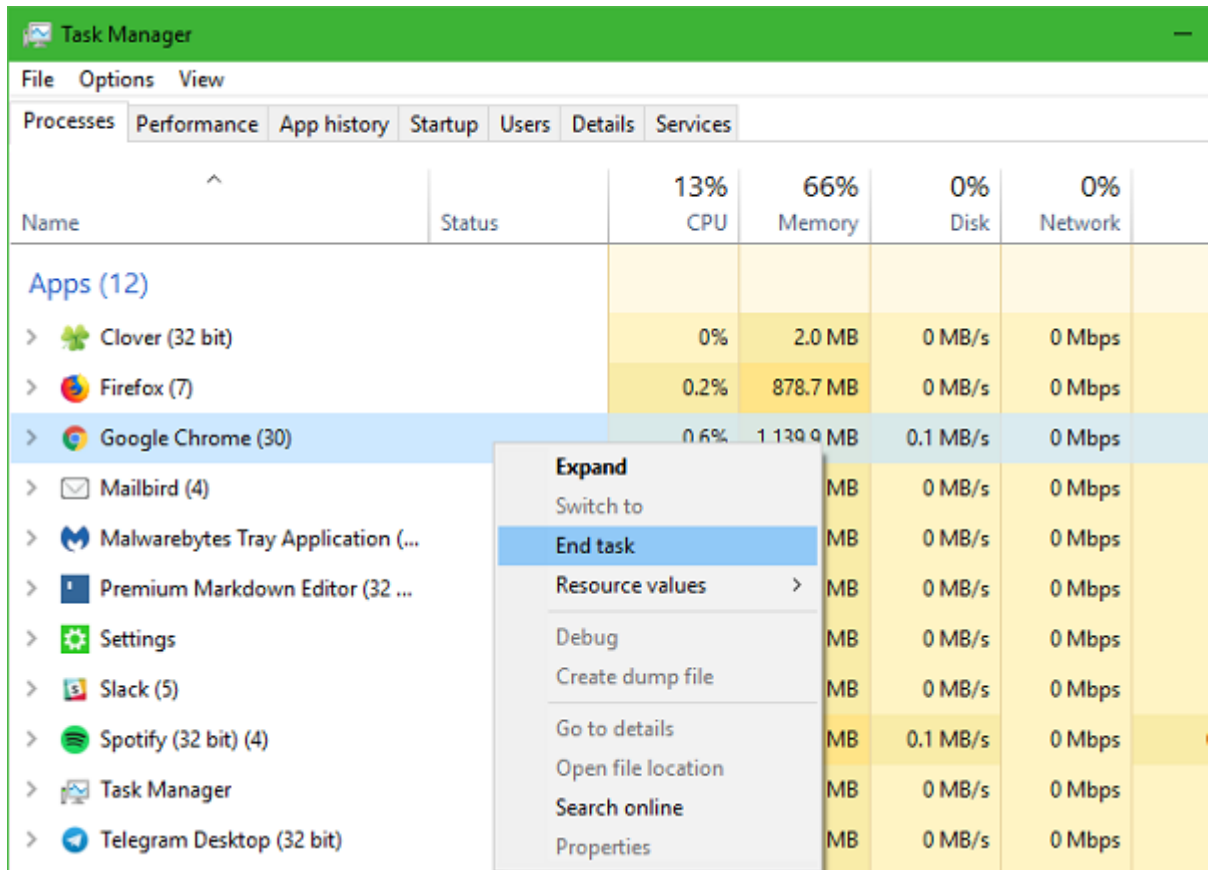 Task Manager
File Options View
Processes Performance App history Startup Users Details Services
13% 66% 0% 0%
Name Status CPU Memory Disk Network
Apps (12)
Clover (32 bit) 0% 2.0 MB 0 MB/s 0 Mbps
Firefox (7) 0.2% 878.7 MB 0 MB/s 0 Mbps
Google Chrome (30) 0.6% 1,139.9 MB 0.1 MB/s 0 Mbps
Expand
Mailbird (4) MB 0 MB/s 0 Mbps
Switch to
Malwarebytes Tray Application (... End task MB 0 MB/s 0 Mbps
Premium Markdown Editor (32 ... Resource values MB 0 MB/s 0 Mbps
Settings Debug MB 0 MB/s 0 Mbps
Create dump file
Slack (5) MB 0 MB/s 0 Mbps
Go to details
Spotify (32 bit) (4) MB 0.1 MB/s 0 Mbps
Open file location
Task Manager MB 0 MB/s 0 Mbps
Search online
Telegram Desktop (32 bit) Properties MB 0 MB/s 0 Mbps